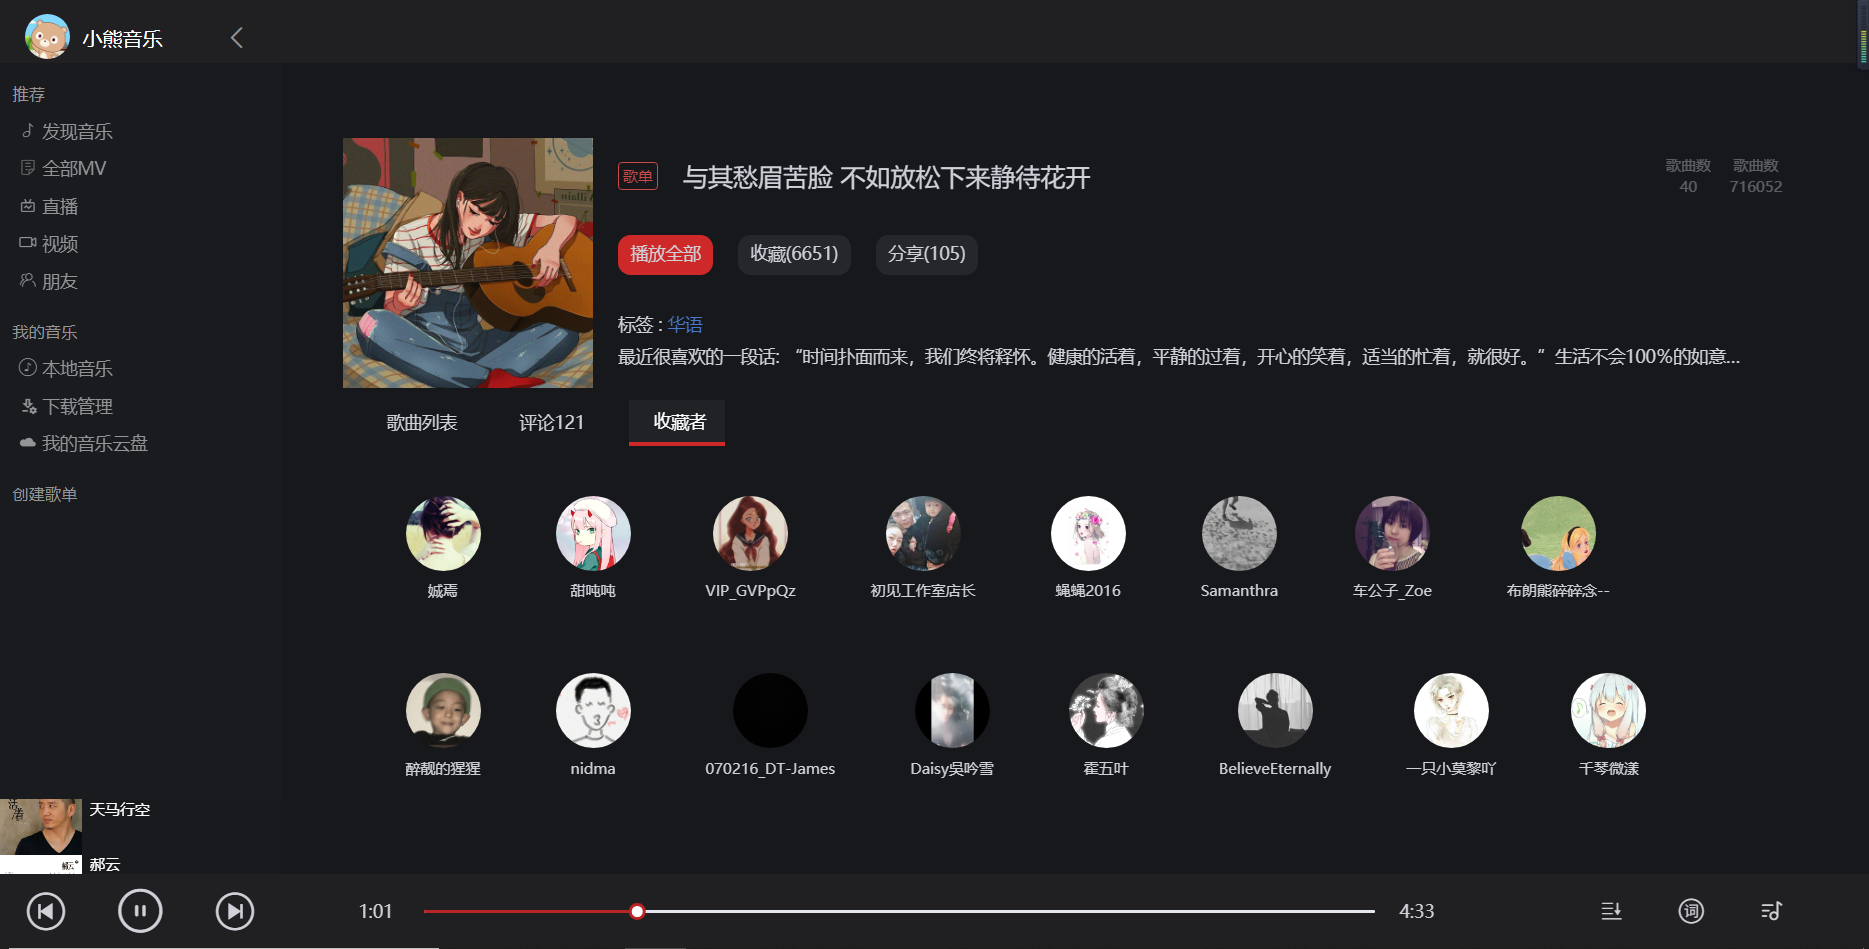 小熊音乐
推荐
发现音乐
全部MV
直播
视频
朋友
我的音乐
本地音乐
下载管理
我的音乐云盘
创建歌单
歌单
与其愁眉苦脸 不如放松下来静待花开
歌曲数 歌曲数
40 716052
播放全部 收藏(6651) 分享(105)
标签 : 华语
最近很喜欢的一段话: “时间扑面而来，我们终将释怀。健康的活着，平静的过着，开心的笑着，适当的忙着，就很好。” 生活不会100%的如意...
歌曲列表 评论121 收藏者
娍焉 甜吨吨 VIP_GVPpQz 初见工作室店长 蝇蝇2016 Samanthra 车公子_Zoe 布朗熊碎碎念--
醉靓的猩猩 nidma 070216_DT-James Daisy吳吟雪 霍五叶 BelieveEternally 一只小莫黎吖 千琴微漾
天马行空
活着
郝云
郝云
1:01 4:33
词